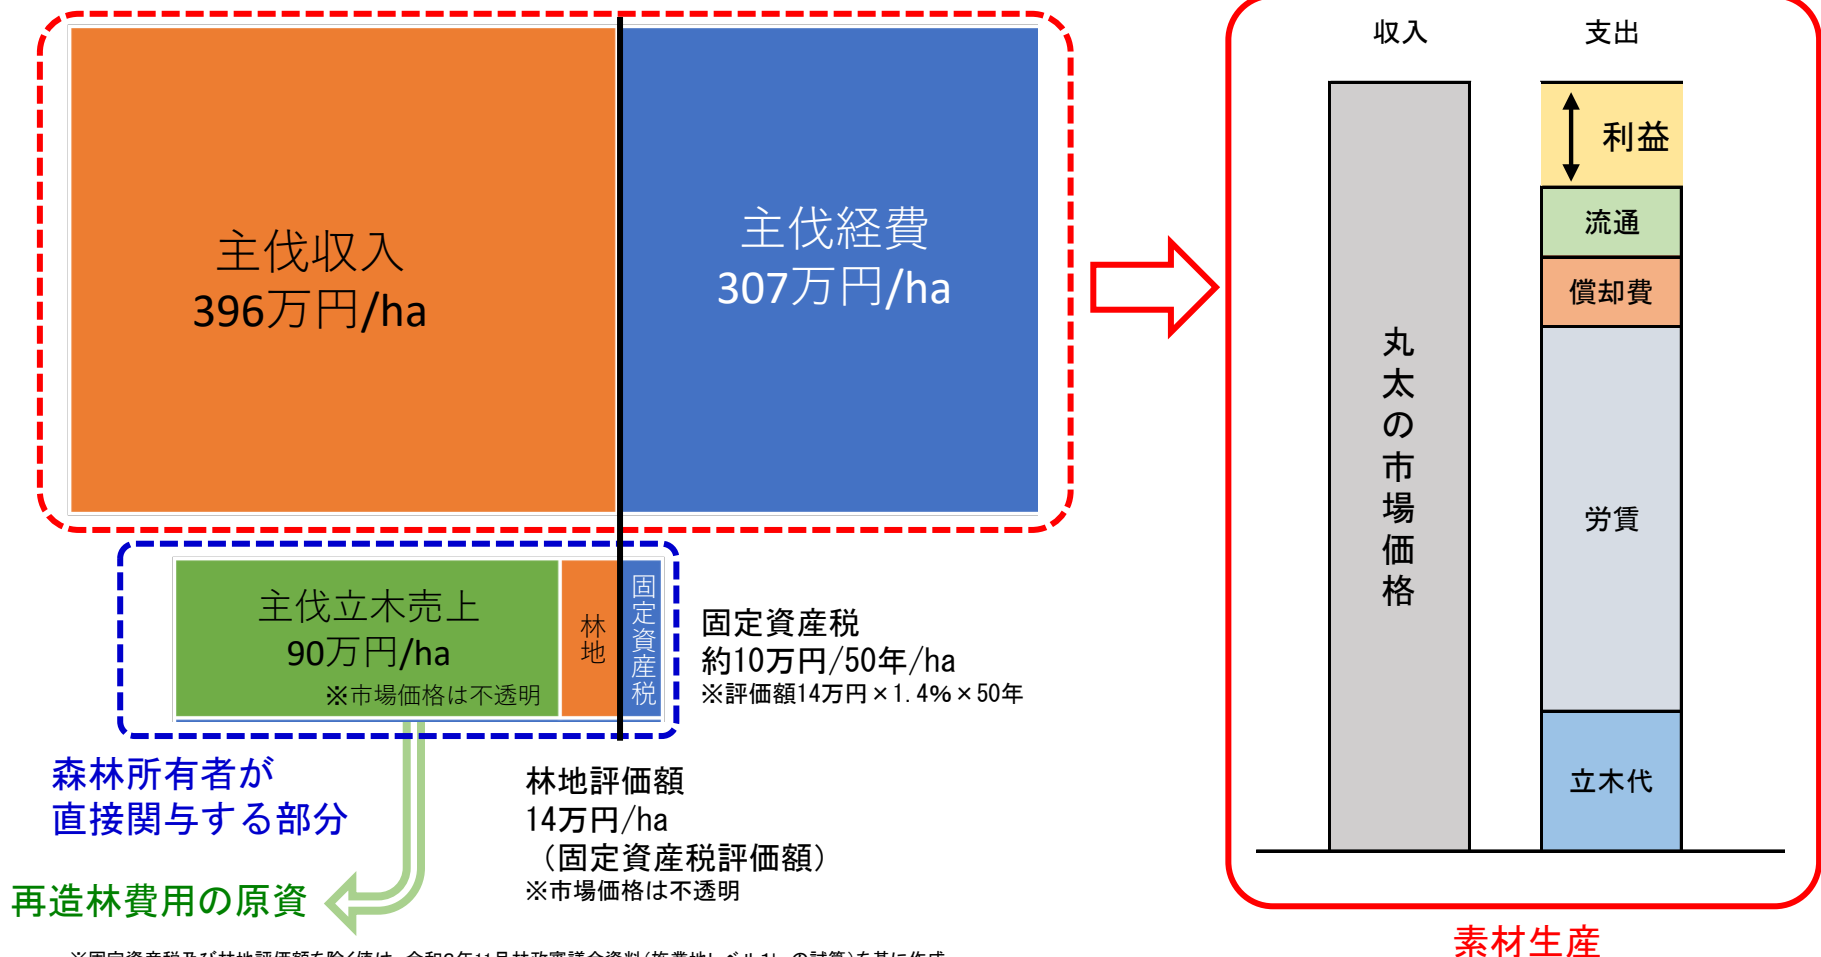 主伐収入
396万円/ha
主伐経費
307万円/ha
主伐立木売上
90万円/ha
※市場価格は不透明
林地
固定資産税
固定資産税
約10万円/50年/ha
※評価額14万円×1.4%×50年
森林所有者が
直接関与する部分
林地評価額
14万円/ha
（固定資産税評価額）
※市場価格は不透明
再造林費用の原資
収入
支出
丸太の市場価格
利益
流通
償却費
労賃
立木代
素材生産